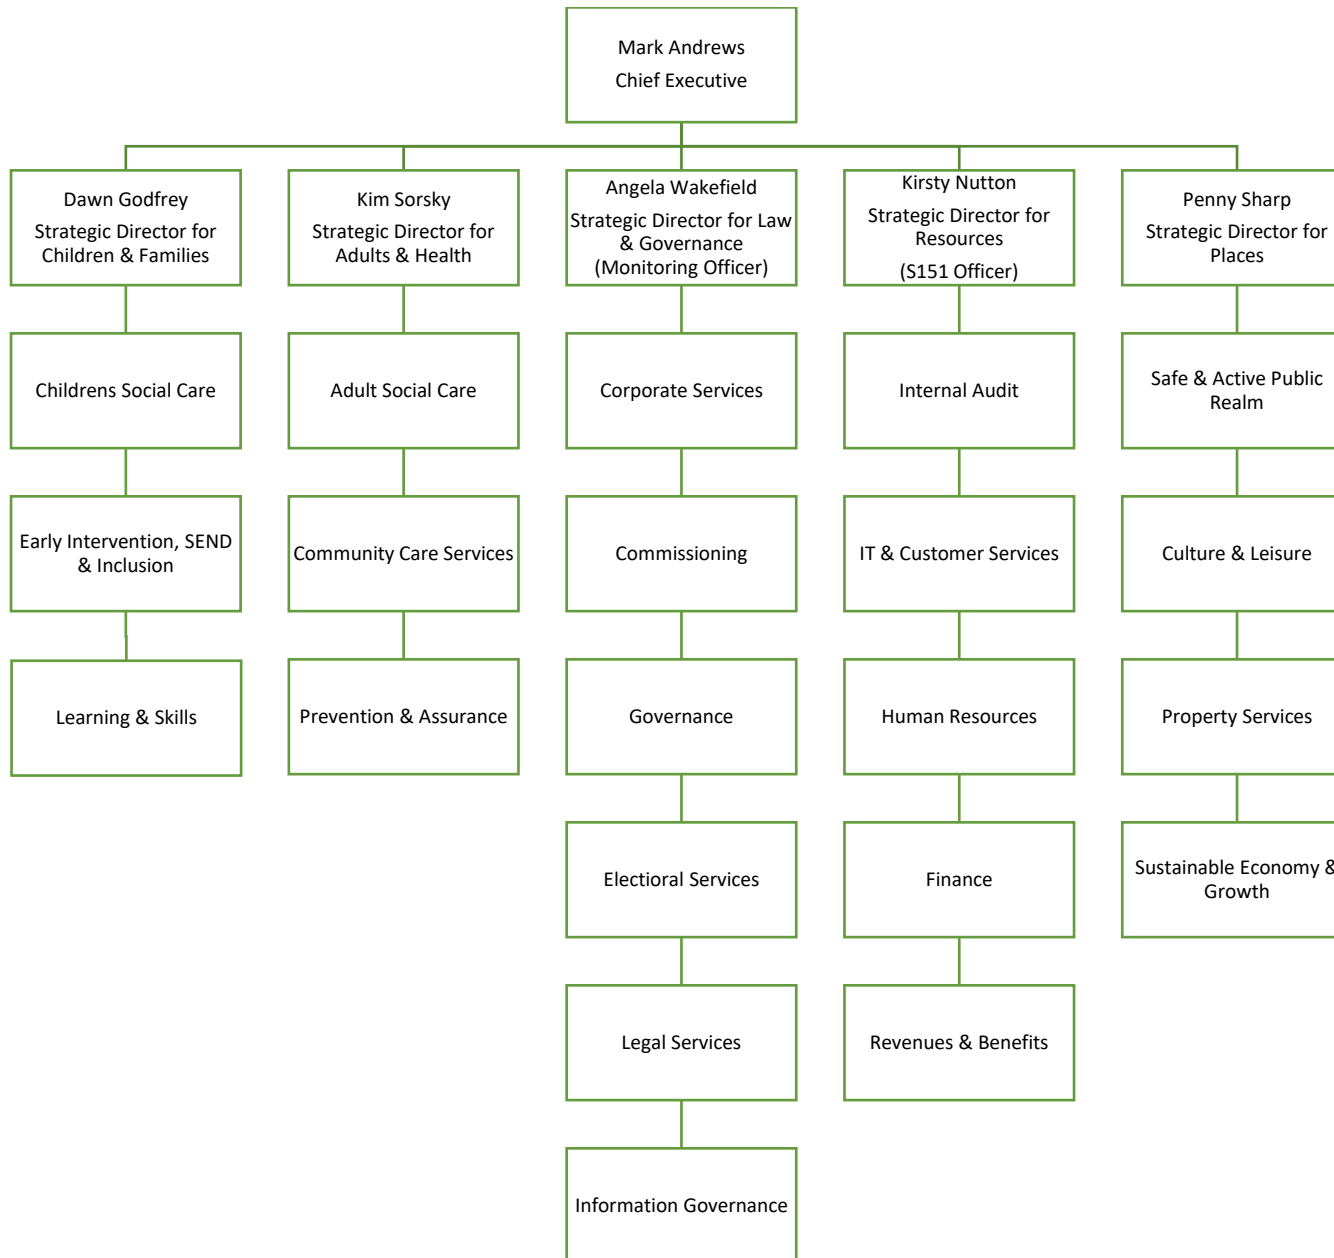 Mark Andrews
Chief Executive
Dawn Godfrey
Strategic Director for
Children & Families
Kim Sorsky
Strategic Director for
Adults & Health
Angela Wakefield
Strategic Director for Law
& Governance
(Monitoring Officer)
Kirsty Nutton
Strategic Director for
Resources
(S151 Officer)
Penny Sharp
Strategic Director for
Places
Childrens Social Care
Adult Social Care
Corporate Services
Internal Audit
Safe & Active Public
Realm
Early Intervention, SEND
& Inclusion
Community Care Services
Commissioning
IT & Customer Services
Culture & Leisure
Learning & Skills
Prevention & Assurance
Governance
Human Resources
Property Services
Electoral Services
Finance
Sustainable Economy &
Growth
Legal Services
Revenues & Benefits
Information Governance